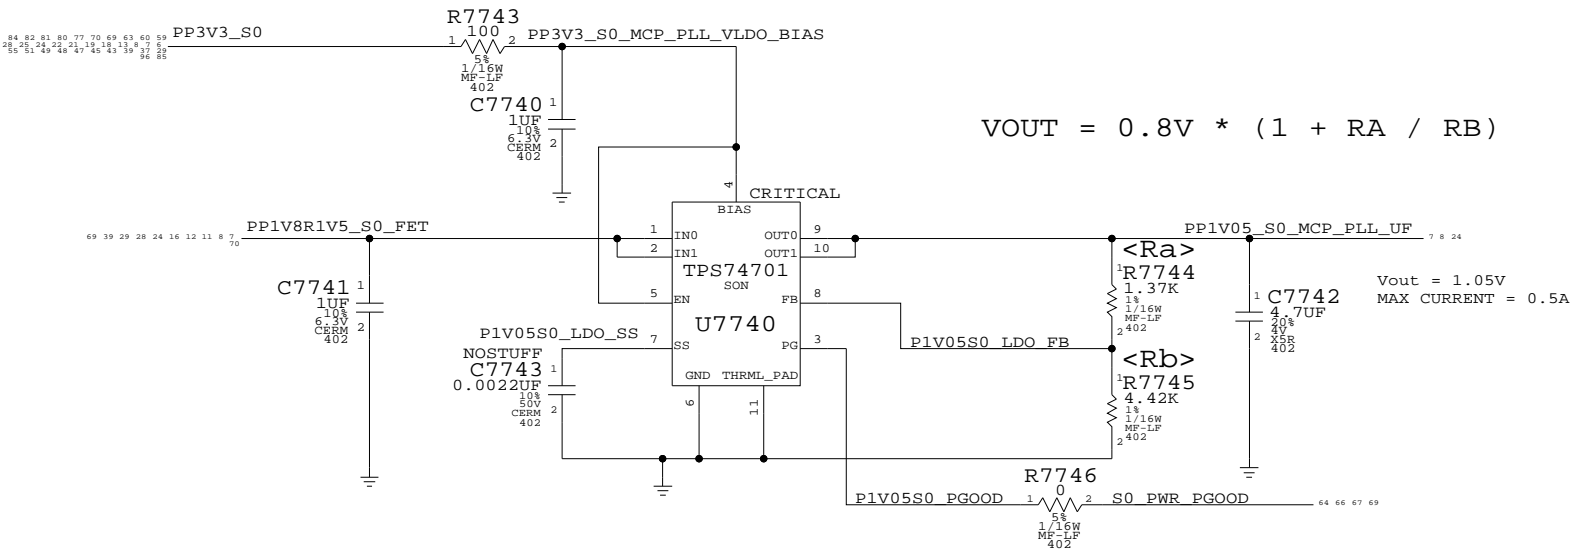 84 82 81 80 77 70 69 63 60 59
28 25 24 22 21 19 18 13 8 7 6
55 51 49 48 47 45 43 39 37 29
96 85
PP3V3_S0
R7743
100
1 2
5%
1/16W
MF-LF
402
PP3V3_S0_MCP_PLL_VLDO_BIAS
C7740
1
1UF
10%
6.3V
CERM
402
2
VOUT = 0.8V * (1 + RA / RB)
4
CRITICAL
BIAS
69 39 29 28 24 16 12 11 8 7
70
PP1V8R1V5_S0_FET
1 IN0
2 IN1
OUT0 9
OUT1 10
TPS74701
SON
5 EN
FB 8
U7740
7 SS
PG 3
GND THRML_PAD
6 11
C7741
1
1UF
10%
6.3V
CERM
402
2
P1V05S0_LDO_SS
NOSTUFF
C7743
1
0.0022UF
10%
50V
CERM
402
2
PP1V05_S0_MCP_PLL_UF
7 8 24
<Ra>
1
R7744
1.37K
1%
1/16W
MF-LF
402
2
P1V05S0_LDO_FB
<Rb>
1
R7745
4.42K
1%
1/16W
MF-LF
402
2
C7742
1
4.7UF
20%
4V
X5R
402
2
Vout = 1.05V
MAX CURRENT = 0.5A
P1V05S0_PGOOD
R7746
0
1 2
5%
1/16W
MF-LF
402
S0_PWR_PGOOD
64 66 67 69